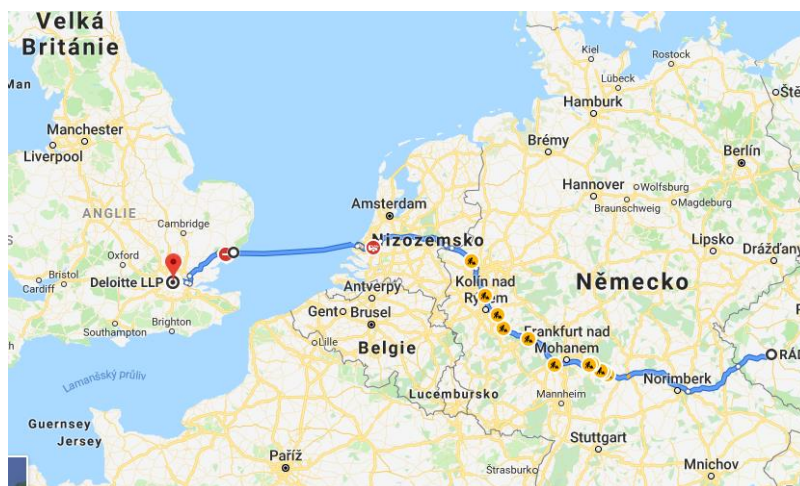 Velká
Británie
Man
Kiel
Rostock
Lübeck
Hamburk
Ště
Manchester
Liverpool
Brémy
Berlín
Hannover
Wolfsburg
Braunschweig
Magdeburg
ANGLIE
Cambridge
Amsterdam
Nizozemsko
Lipsko
Drážďany
Oxford
Bristol
Cardiff
Deloitte LLP
Antverpy
Kolín nad
Rýnem
Německo
Southampton
Brighton
Gent
Brusel
Lille
Belgie
Frankfurt nad
Mohanem
RÁD
Lamanšský průliv
Lucembursko
Mannheim
Norimberk
Guernsey
Jersey
Stuttgart
Paříž
Štrasburk
Mnichov